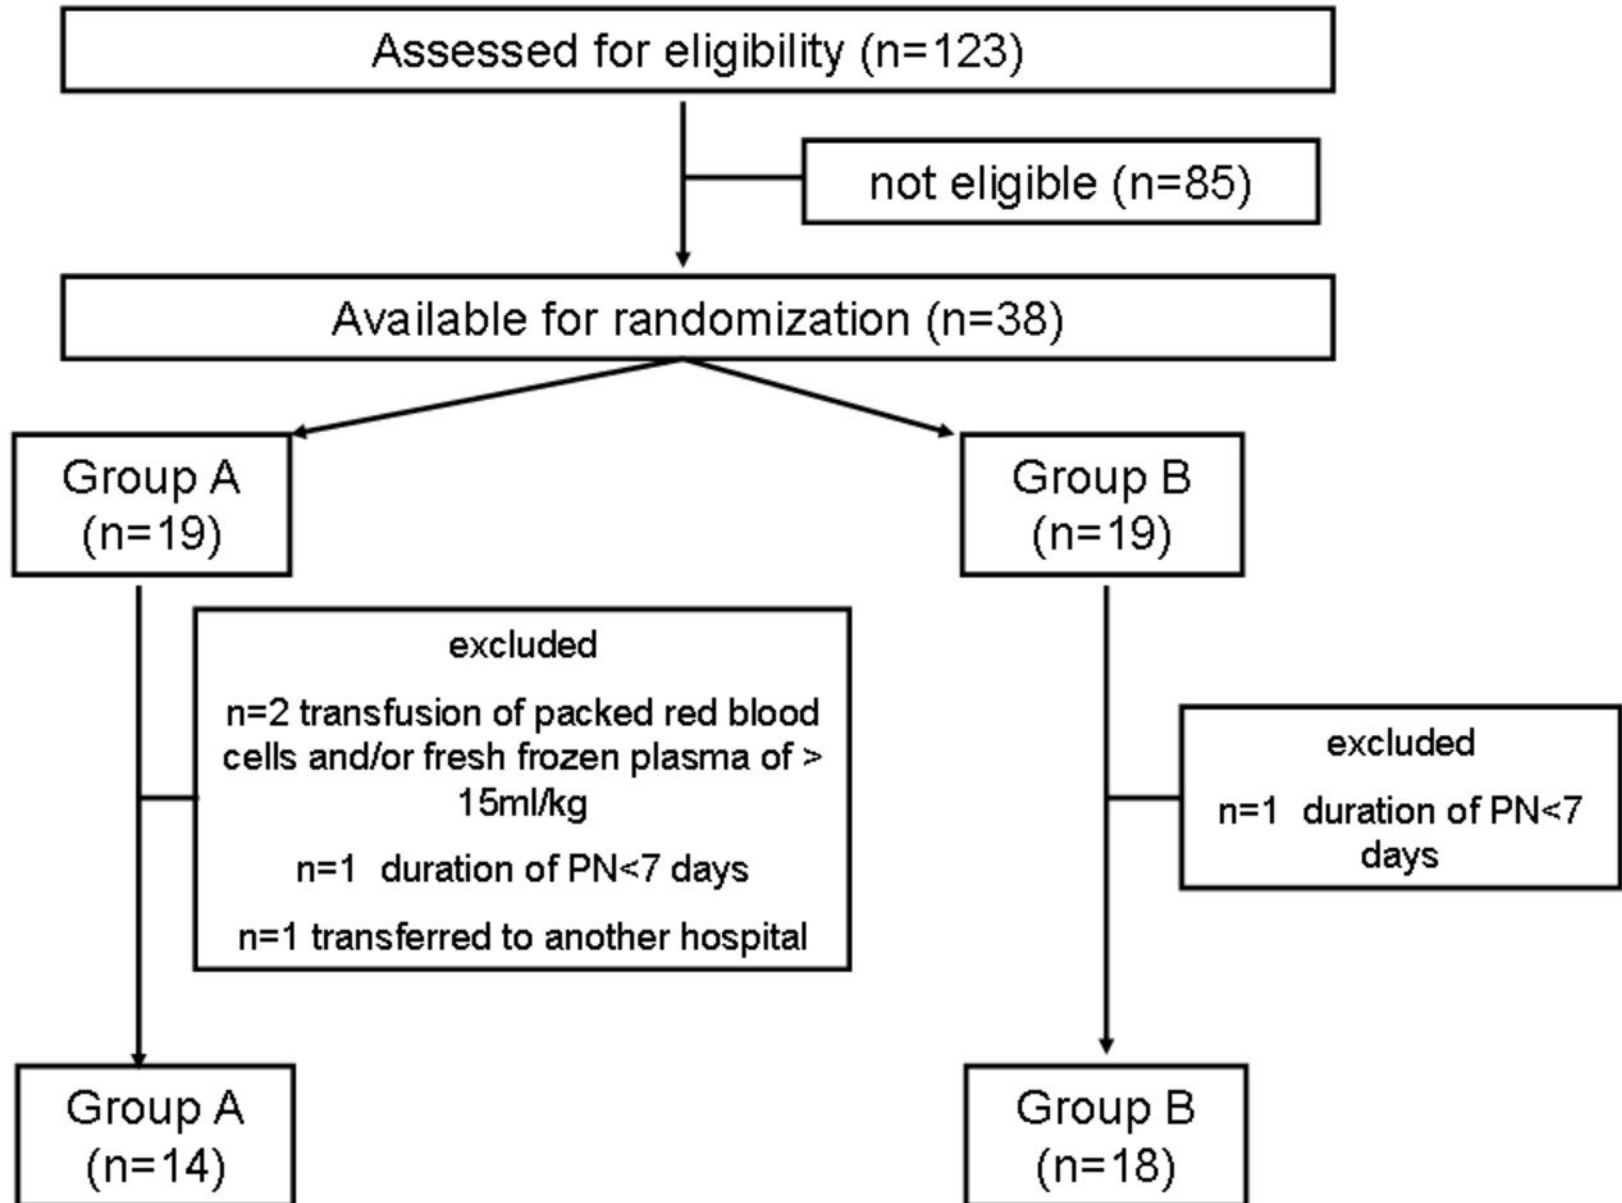 Assessed for eligibility (n=123)
not eligible (n=85)
Available for randomization (n=38)
Group A
(n=19)
Group B
(n=19)
excluded
n=2 transfusion of packed red blood
cells and/or fresh frozen plasma of >
15ml/kg
n=1 duration of PN<7 days
n=1 transferred to another hospital
excluded
n=1 duration of PN<7
days
Group A
(n=14)
Group B
(n=18)